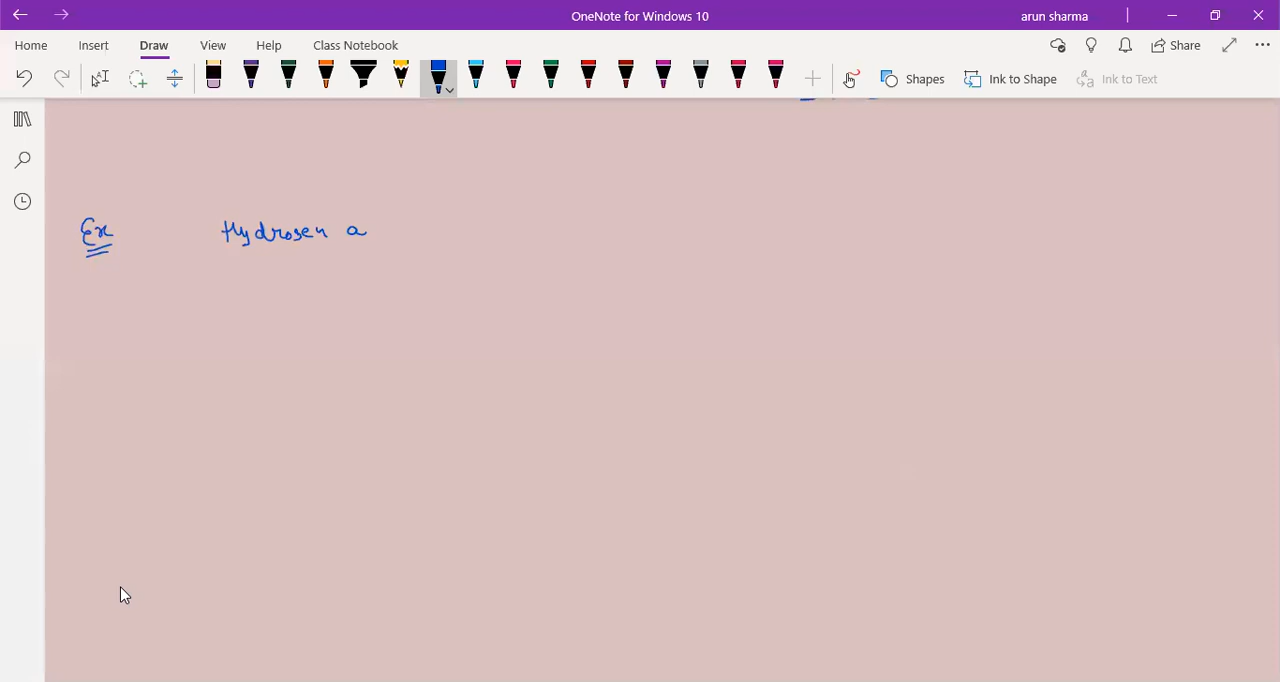 OneNote for Windows 10
arun sharma
Home Insert Draw View Help Class Notebook
Share
Shapes Ink to Shape Ink to Text
Ex Hydrogen a